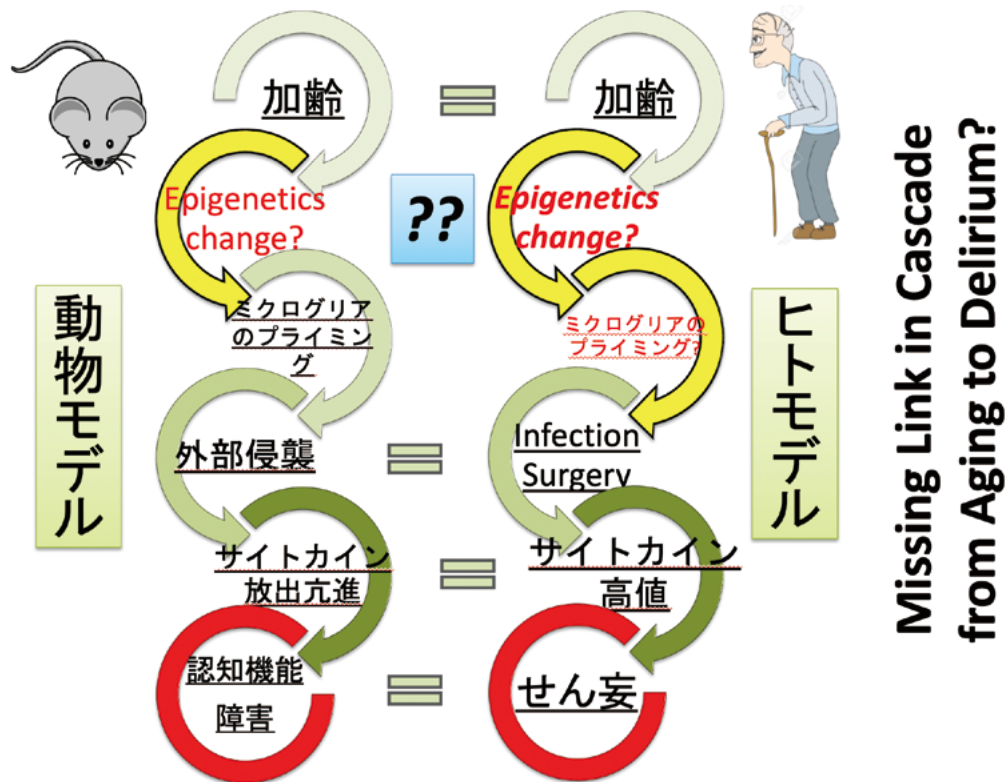 加齢
=
加齢
Epigenetics
change?
??
Epigenetics
change?
動物モデル
ミクログリア
のプライミン
グ
ミクログリアの
プライミング?
ヒトモデル
外部侵襲
=
Infection
Surgery
サイトカイン
放出亢進
=
サイトカイン
高値
認知機能
障害
=
せん妄
Missing Link in Cascade
from Aging to Delirium?